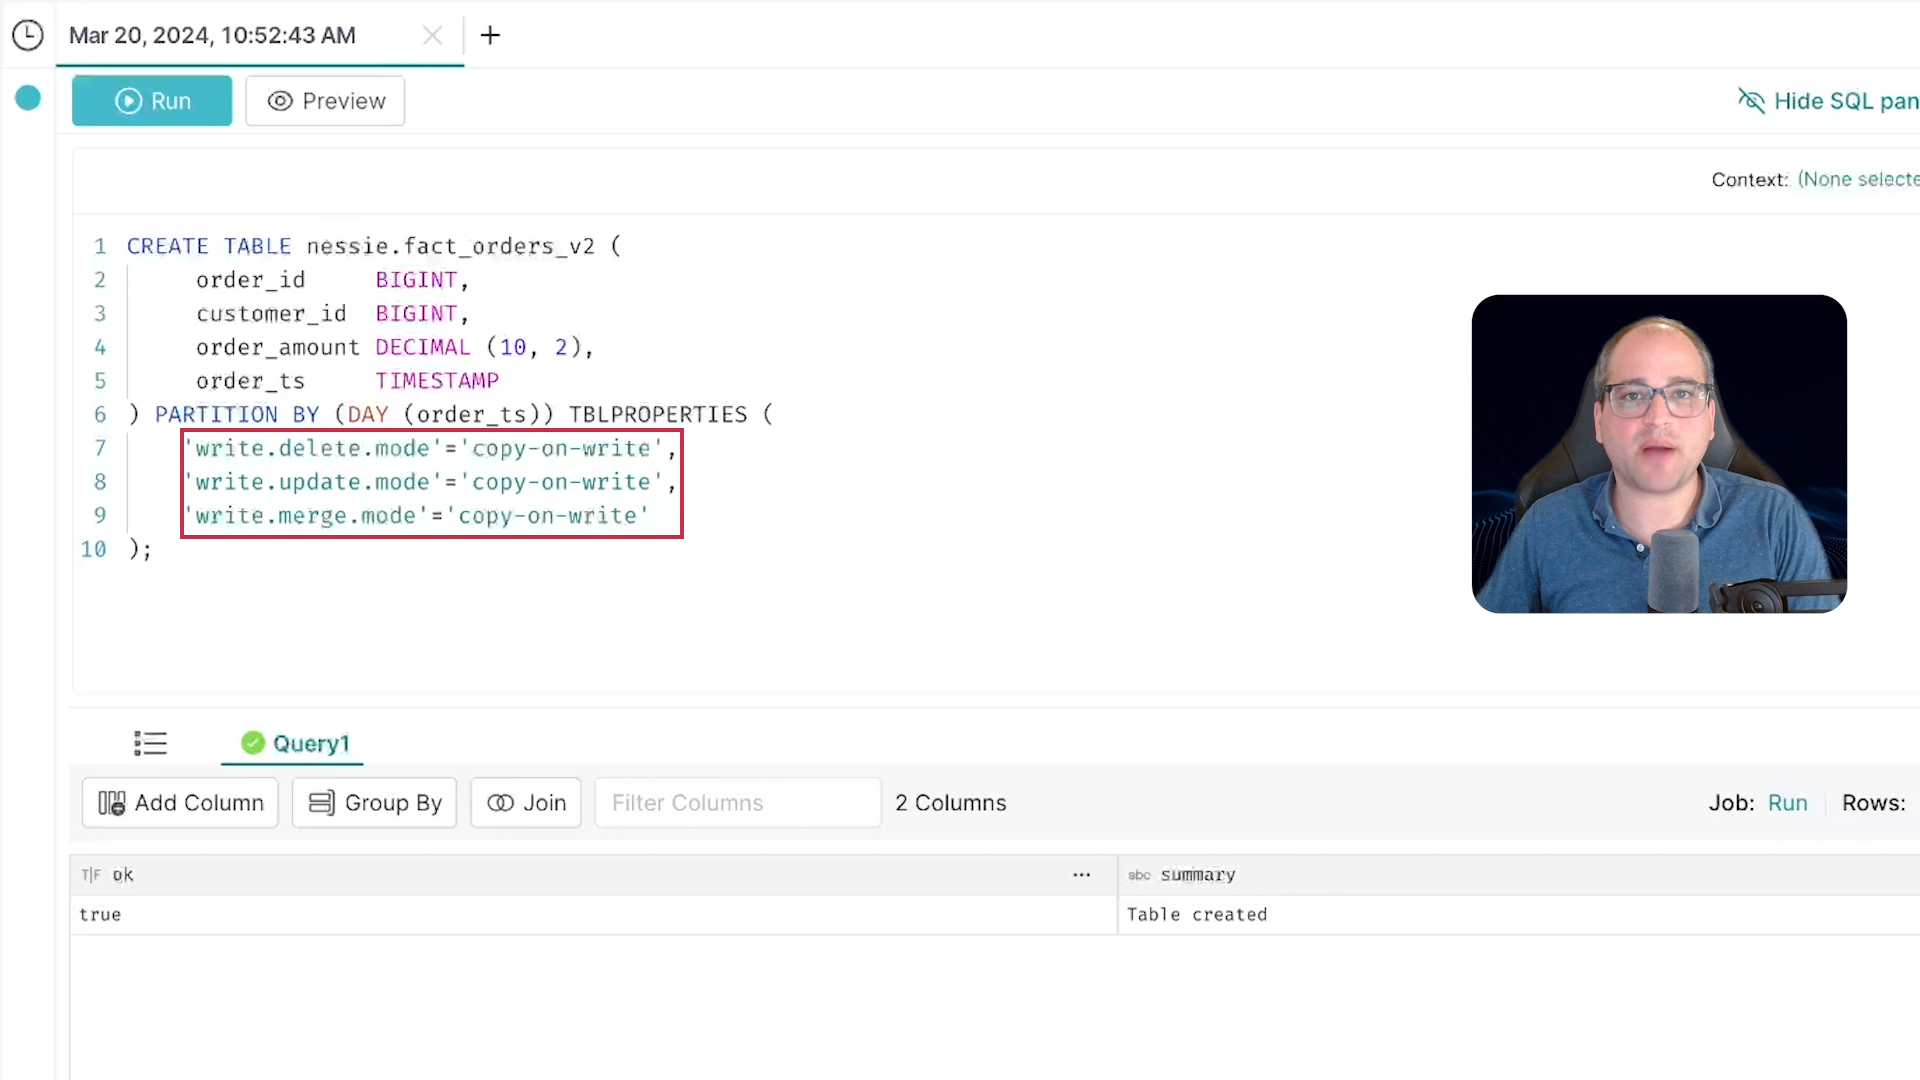 Mar 20, 2024, 10:52:43 AM
Run
Preview
Hide SQL pan
Context: (None selecte
1 CREATE TABLE nessie.fact_orders_v2 (
2 order_id BIGINT,
3 customer_id BIGINT,
4 order_amount DECIMAL (10, 2),
5 order_ts TIMESTAMP
6 ) PARTITION BY (DAY (order_ts)) TBLPROPERTIES (
7 'write.delete.mode'='copy-on-write',
8 'write.update.mode'='copy-on-write',
9 'write.merge.mode'='copy-on-write'
10 );
Query1
Add Column
Group By
Join
Filter Columns
2 Columns
Job: Run
Rows:
T|F ok
abc summary
true
Table created